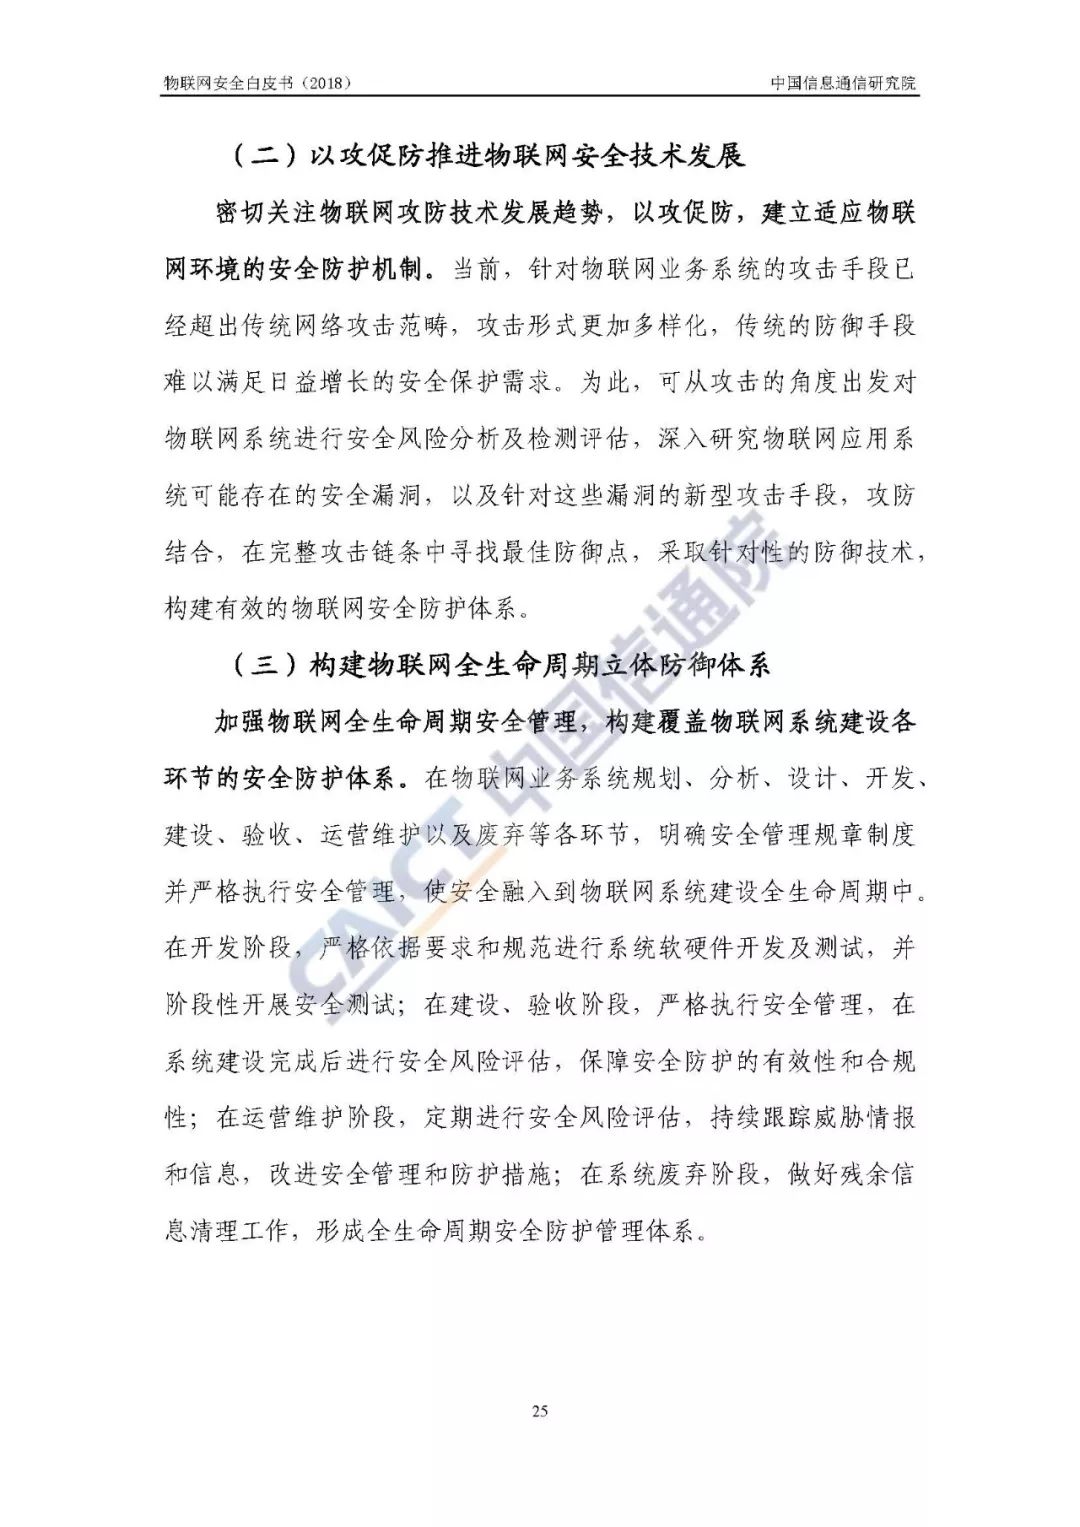 物联网安全白皮书（2018）
中国信息通信研究院
（二）以攻促防推进物联网安全技术发展
密切关注物联网攻防技术发展趋势，以攻促防，建立适应物联
网环境的安全防护机制。当前，针对物联网业务系统的攻击手段已
经超出传统网络攻击范畴，攻击形式更加多样化，传统的防御手段
难以满足日益增长的安全保护需求。为此，可从攻击的角度出发对
物联网系统进行安全风险分析及检测评估，深入研究物联网应用系
统可能存在的安全漏洞，以及针对这些漏洞的新型攻击手段，攻防
结合，在完整攻击链条中寻找最佳防御点，采取针对性的防御技术，
构建有效的物联网安全防护体系。
（三）构建物联网全生命周期立体防御体系
加强物联网全生命周期安全管理，构建覆盖物联网系统建设各
环节的安全防护体系。在物联网业务系统规划、分析、设计、开发、
建设、验收、运营维护以及废弃等各环节，明确安全管理规章制度
并严格执行安全管理，使安全融入到物联网系统建设全生命周期中。
在开发阶段，严格依据要求和规范进行系统软硬件开发及测试，并
阶段性开展安全测试；在建设、验收阶段，严格执行安全管理，在
系统建设完成后进行安全风险评估，保障安全防护的有效性和合规
性；在运营维护阶段，定期进行安全风险评估，持续跟踪威胁情报
和信息，改进安全管理和防护措施；在系统废弃阶段，做好残余信
息清理工作，形成全生命周期安全防护管理体系。
CAICT 中国信通院
25